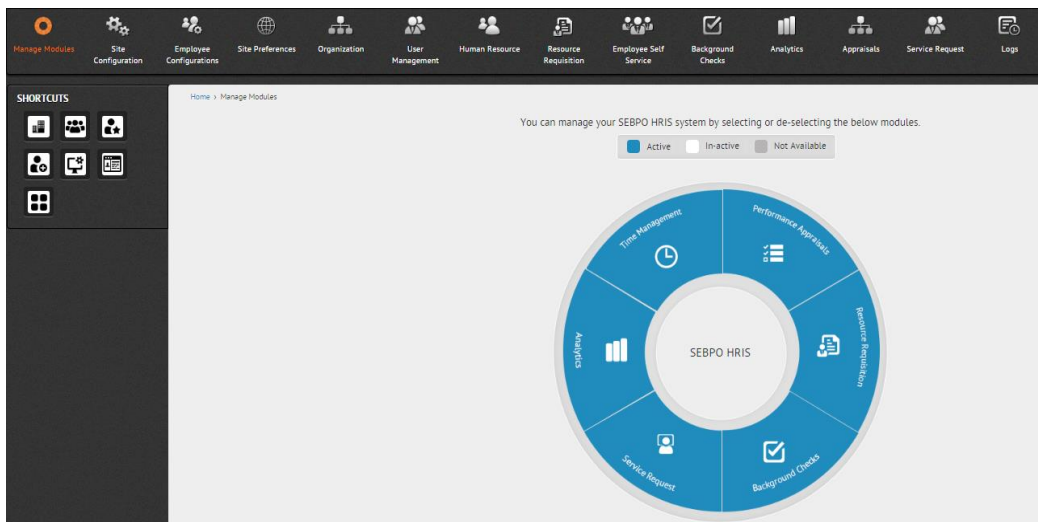 Manage Modules
Site
Configuration
Employee
Configurations
Site Preferences
Organization
User
Management
Human Resource
Resource
Requisition
Employee Self
Service
Background
Checks
Analytics
Appraisals
Service Request
Logs
SHORTCUTS
Home › Manage Modules
You can manage your SEBPO HRIS system by selecting or de-selecting the below modules.
Active
In-active
Not Available
Time Management
Performance Appraisals
Analytics
SEBPO HRIS
Resource Requisition
Service Request
Background Checks